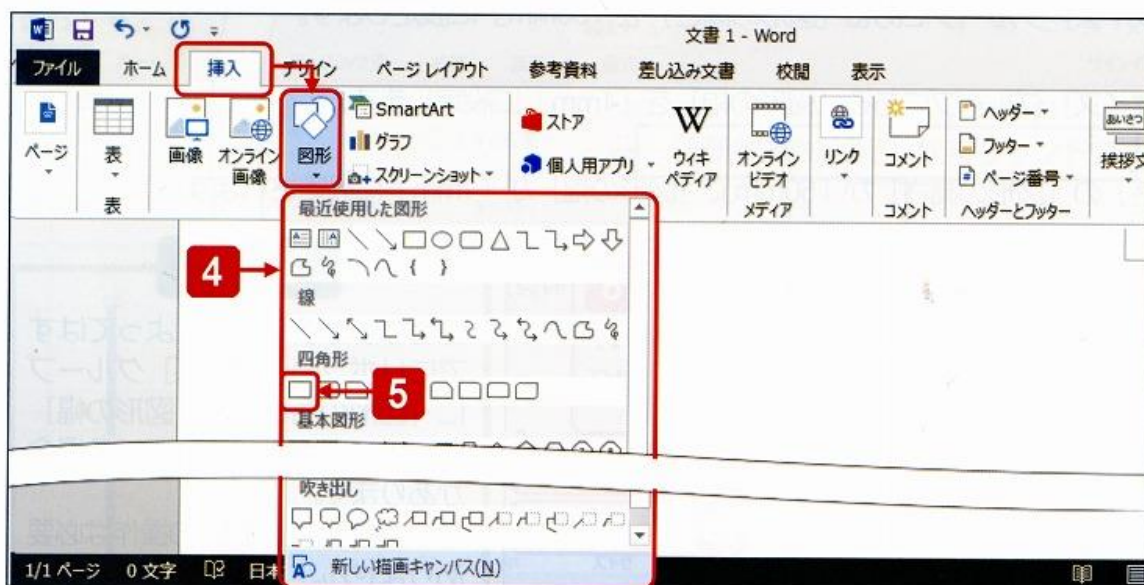 文書 1 - Word
ファイル ホーム 挿入 デザイン ページ レイアウト 参考資料 差し込み文書 校閲 表示
ページ
表
表
画像
オンライン
画像
図形
SmartArt
グラフ
スクリーンショット
ストア
個人用アプリ
ウィキ
ペディア
オンライン
ビデオ
メディア
リンク
コメント
コメント
ヘッダー
フッター
ページ番号
ヘッダーとフッター
あいさつ
挨拶文
最近使用した図形
4
線
四角形
5
基本図形
吹き出し
新しい描画キャンバス(N)
1/1 ページ 0 文字 日本